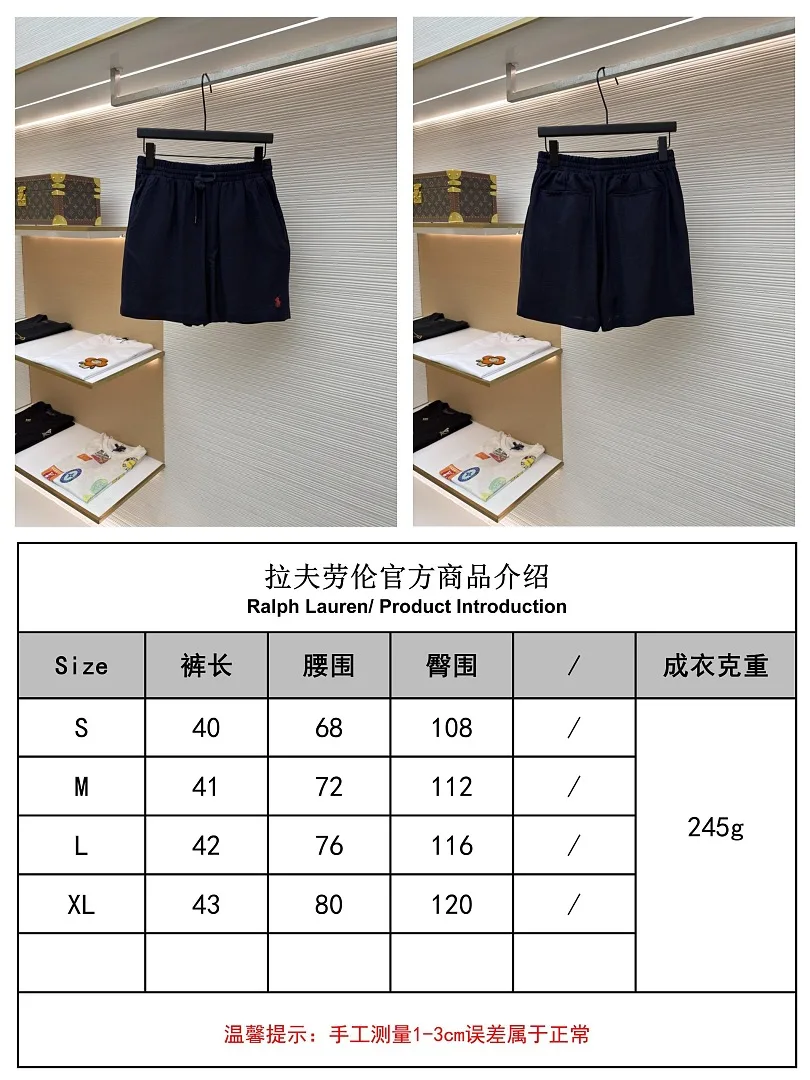 拉夫劳伦官方商品介绍
Ralph Lauren/ Product Introduction
Size 裤长 腰围 臀围 / 成衣克重
S 40 68 108 /
M 41 72 112 /
L 42 76 116 /
XL 43 80 120 /
245g
温馨提示：手工测量1-3cm误差属于正常